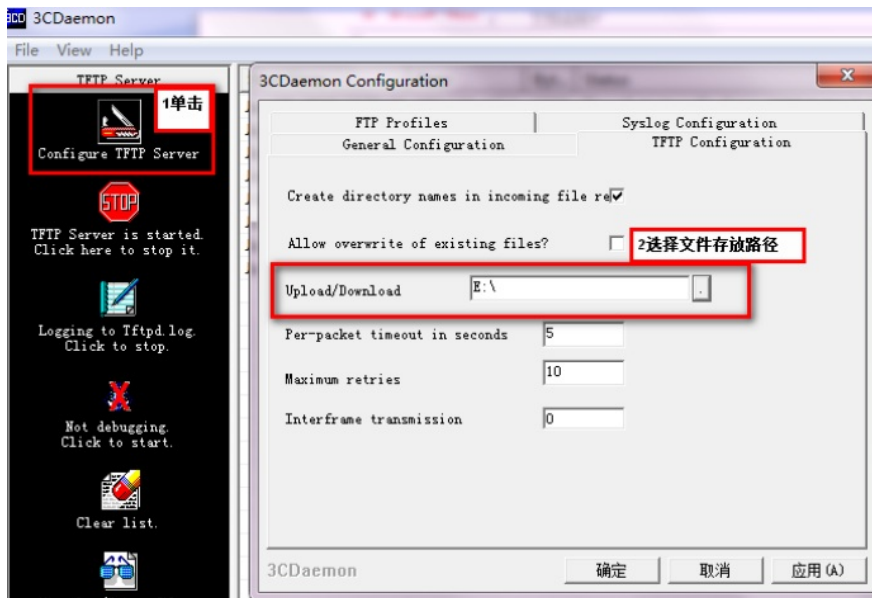 3CD 3CDaemon
File View Help
TFTP Server
1单击
Configure TFTP Server
STOP
TFTP Server is started.
Click here to stop it.
Logging to Tftpd.log.
Click to stop.
Not debugging.
Click to start.
Clear list.
3CDaemon Configuration
FTP Profiles
Syslog Configuration
General Configuration
TFTP Configuration
Create directory names in incoming file re
Allow overwrite of existing files?
2选择文件存放路径
Upload/Download
E:\
.
Per-packet timeout in seconds
5
Maximum retries
10
Interframe transmission
0
3CDaemon
确定
取消
应用(A)